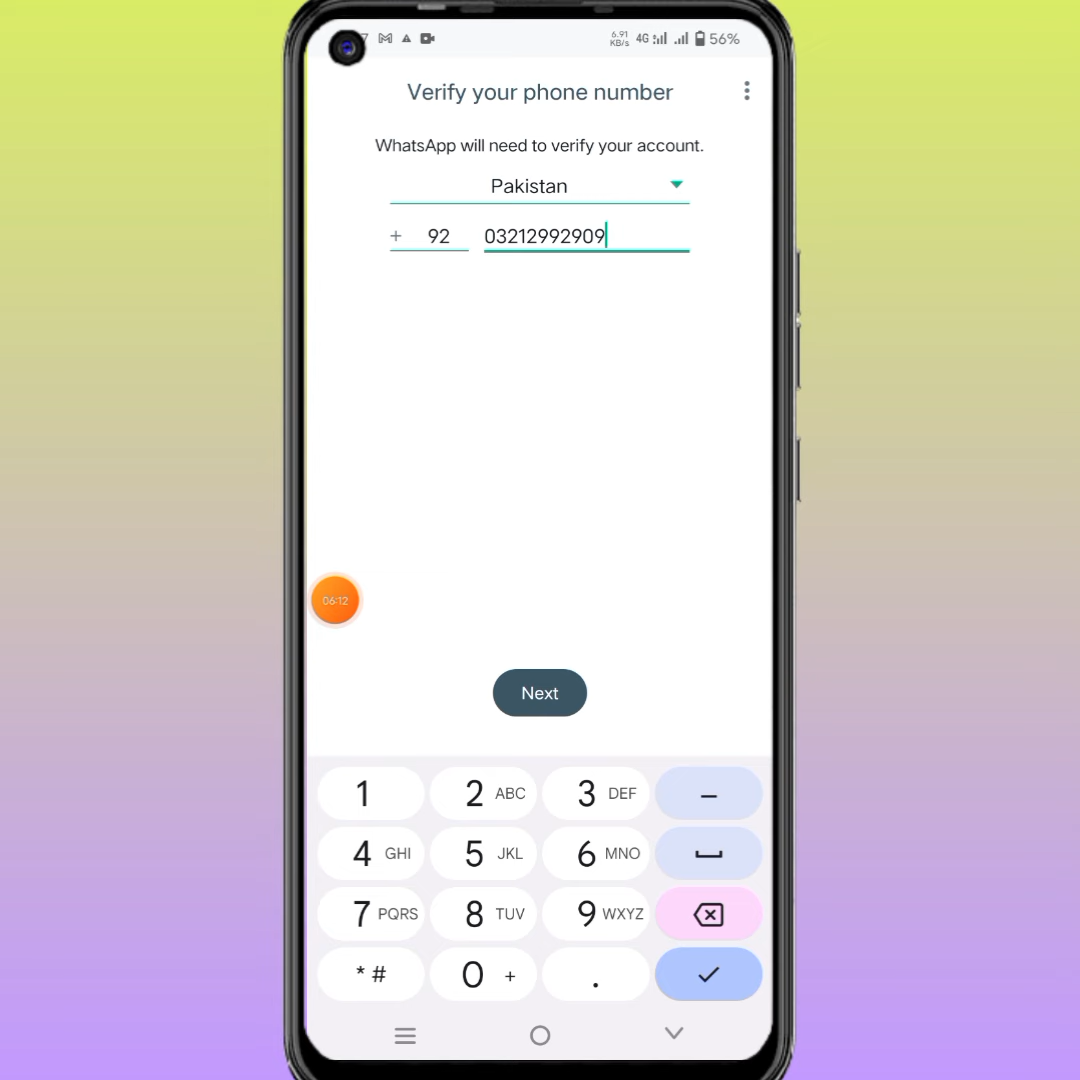 6.91
KB/s 4G 56%
Verify your phone number
WhatsApp will need to verify your account.
Pakistan
+ 92 03212992909
06:12
Next
1 2 ABC 3 DEF –
4 GHI 5 JKL 6 MNO
7 PQRS 8 TUV 9 WXYZ
* # 0 + .